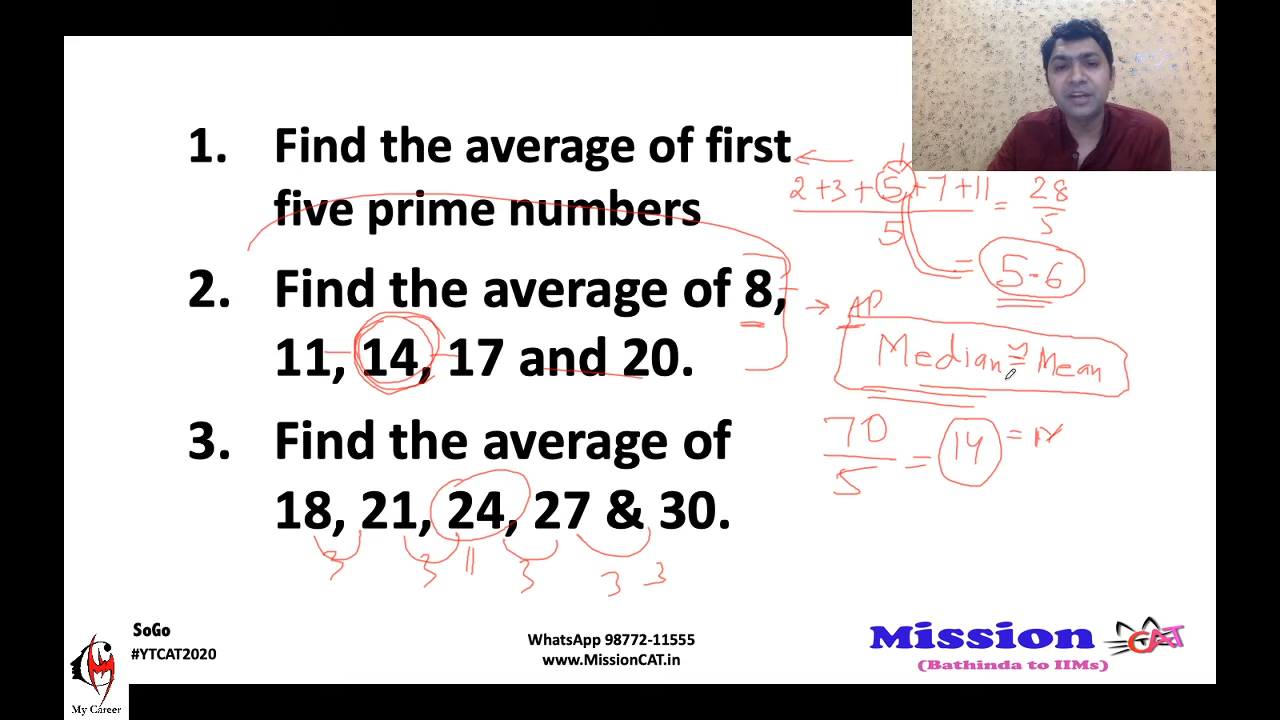 1. Find the average of first
five prime numbers
2 + 3 + 5 + 7 + 11 = 28
5 5
= 5-6
2. Find the average of 8,
11, 14, 17 and 20.
→ AP
Median ≅ Mean
70
5 = 14 =
3. Find the average of
18, 21, 24, 27 & 30.
3 3 11 3 3 3
SoGo
#YTCAT2020
WhatsApp 98772-11555
www.MissionCAT.in
Mission CAT
(Bathinda to IIMs)
My Career